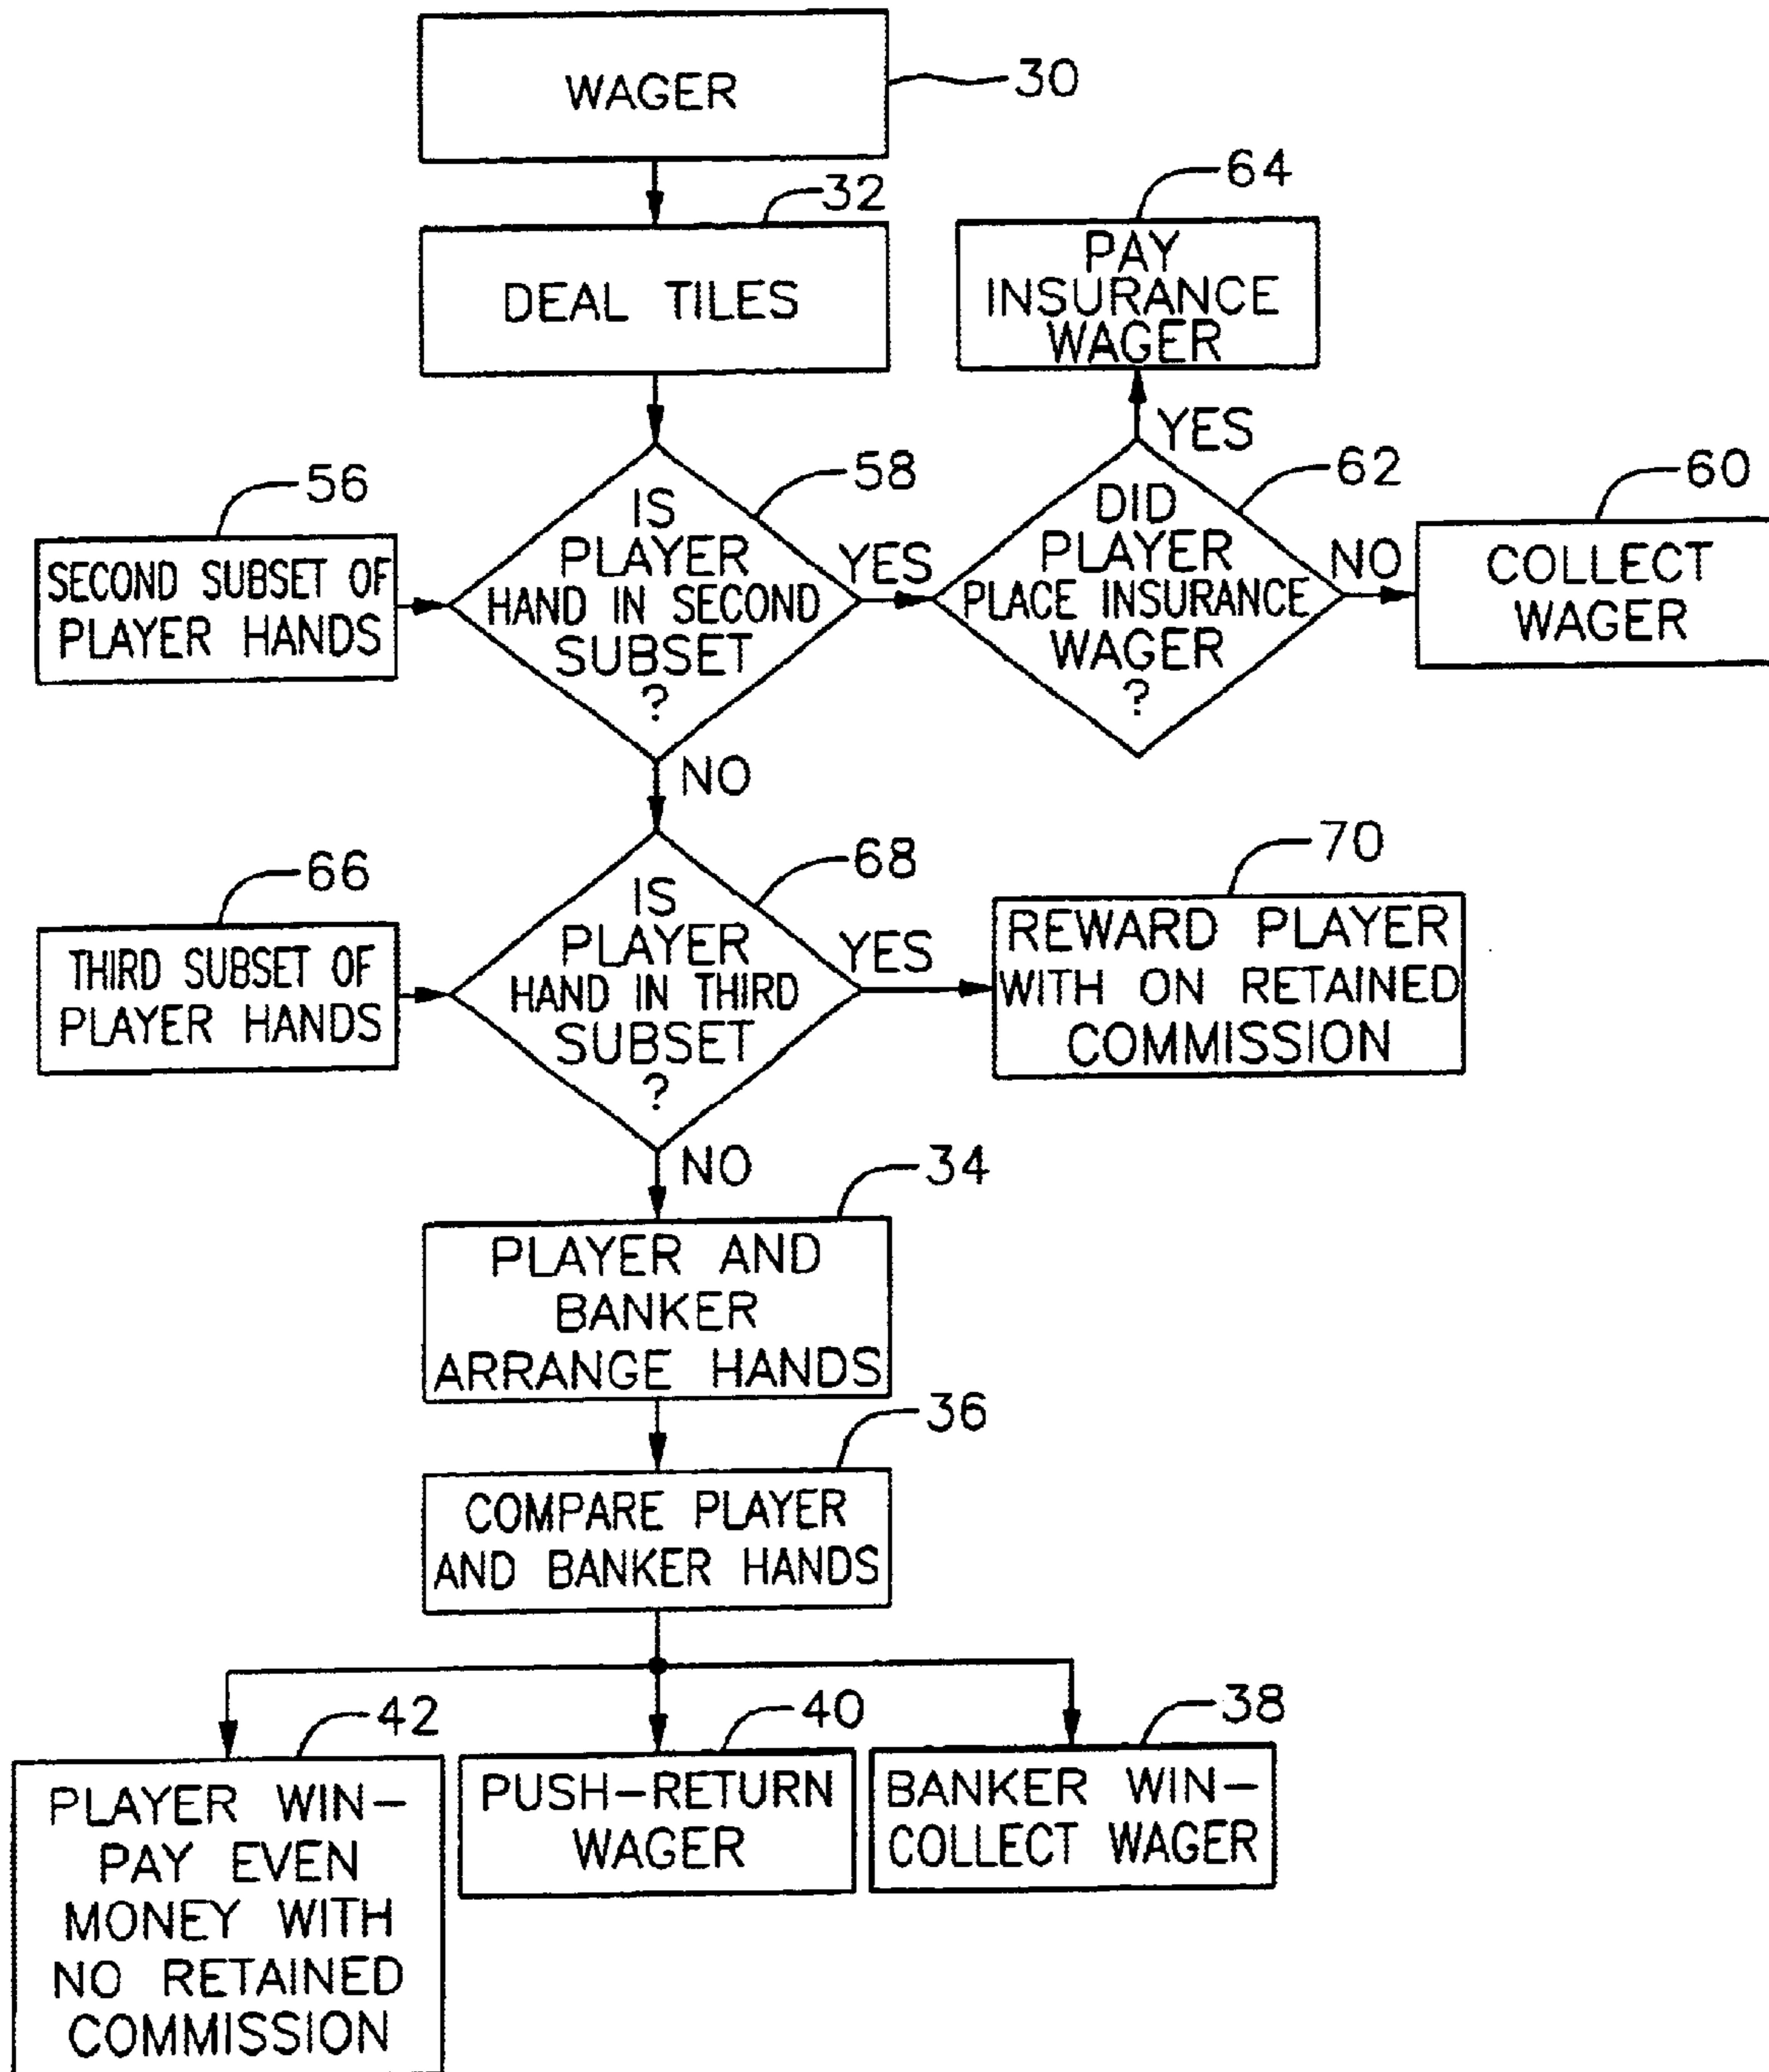 WAGER
30
32
DEAL TILES
64
PAY
INSURANCE
WAGER
YES
56
SECOND SUBSET OF
PLAYER HANDS
58
IS
PLAYER
HAND IN SECOND
SUBSET
?
YES
62
DID
PLAYER
PLACE INSURANCE
WAGER
?
NO
60
COLLECT
WAGER
NO
66
THIRD SUBSET OF
PLAYER HANDS
68
IS
PLAYER
HAND IN THIRD
SUBSET
?
YES
70
REWARD PLAYER
WITH ON RETAINED
COMMISSION
NO
34
PLAYER AND
BANKER
ARRANGE HANDS
36
COMPARE PLAYER
AND BANKER HANDS
42
PLAYER WIN–
PAY EVEN
MONEY WITH
NO RETAINED
COMMISSION
40
PUSH–RETURN
WAGER
38
BANKER WIN–
COLLECT WAGER